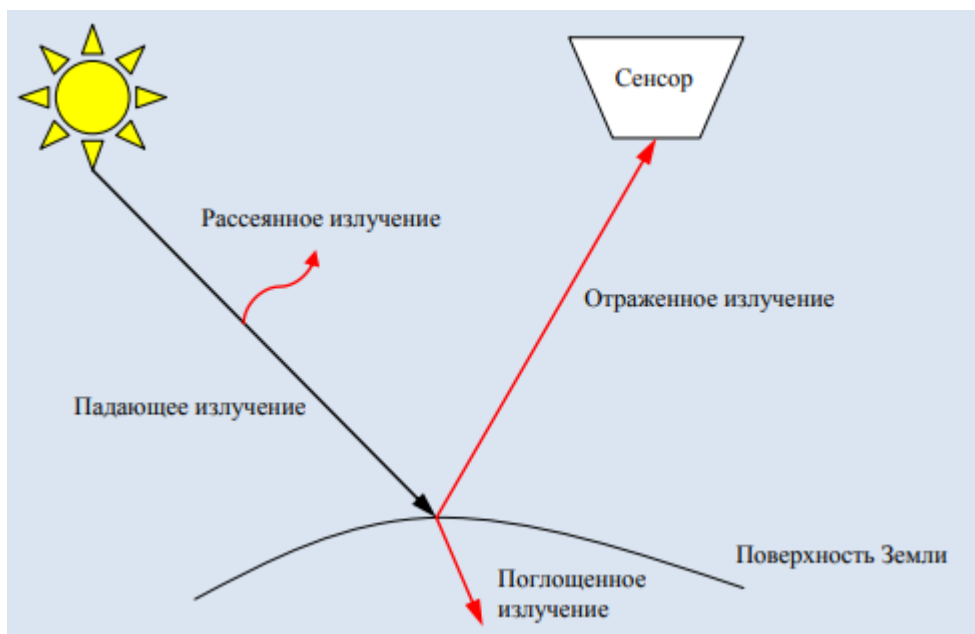 Сенсор
Рассеянное излучение
Отраженное излучение
Падающее излучение
Поверхность Земли
Поглощенное
излучение